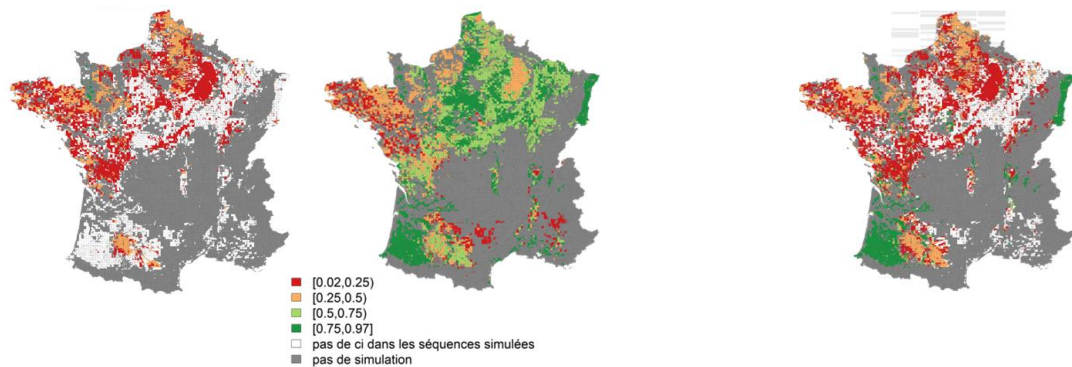 [0.02,0.25)
[0.25,0.5)
[0.5,0.75)
[0.75,0.97]
pas de ci dans les séquences simulées
pas de simulation